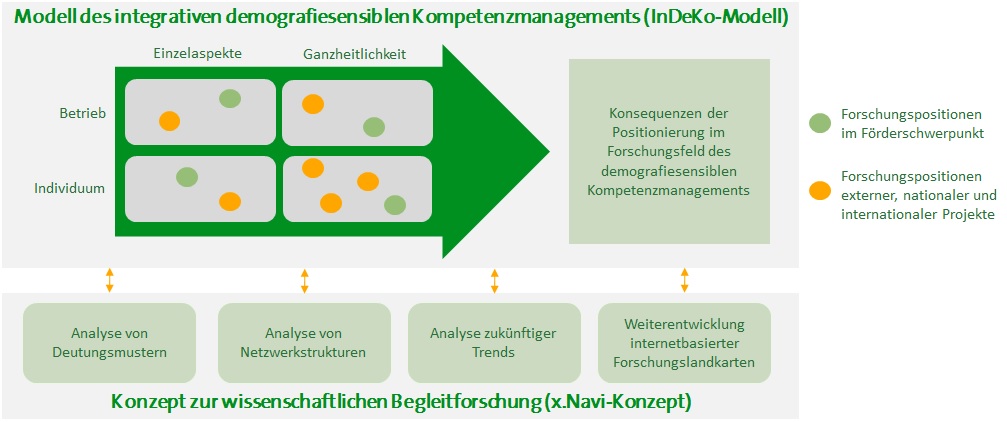 Modell des integrativen demografiesensiblen Kompetenzmanagements (InDeKo-Modell)
Einzelaspekte
Ganzheitlichkeit
Betrieb
Individuum
Konsequenzen der
Positionierung im
Forschungsfeld des
demografiesensiblen
Kompetenzmanagements
Forschungspositionen
im Förderschwerpunkt
Forschungspositionen
externer, nationaler und
internationaler Projekte
Analyse von
Deutungsmustern
Analyse von
Netzwerkstrukturen
Analyse zukünftiger
Trends
Weiterentwicklung
internetbasierter
Forschungslandkarten
Konzept zur wissenschaftlichen Begleitforschung (x.Navi-Konzept)